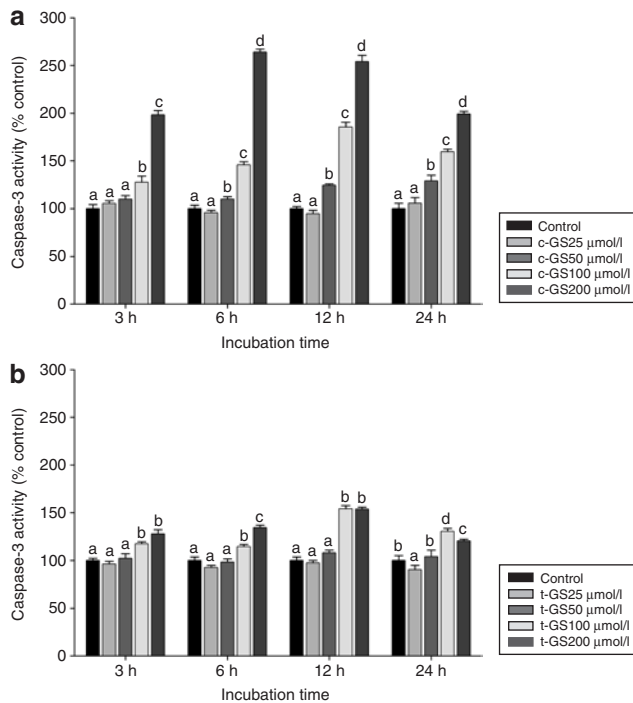 a
Caspase-3 activity (% control)
300
250
200
150
100
50
0
a a a b c
a a b c d
a a b c d
a a b c d
3 h 6 h 12 h 24 h
Incubation time
Control
c-GS25 μmol/l
c-GS50 μmol/l
c-GS100 μmol/l
c-GS200 μmol/l
b
Caspase-3 activity (% control)
300
250
200
150
100
50
0
a a a b b
a a a b c
a a a b b
b a b d c
3 h 6 h 12 h 24 h
Incubation time
Control
t-GS25 μmol/l
t-GS50 μmol/l
t-GS100 μmol/l
t-GS200 μmol/l